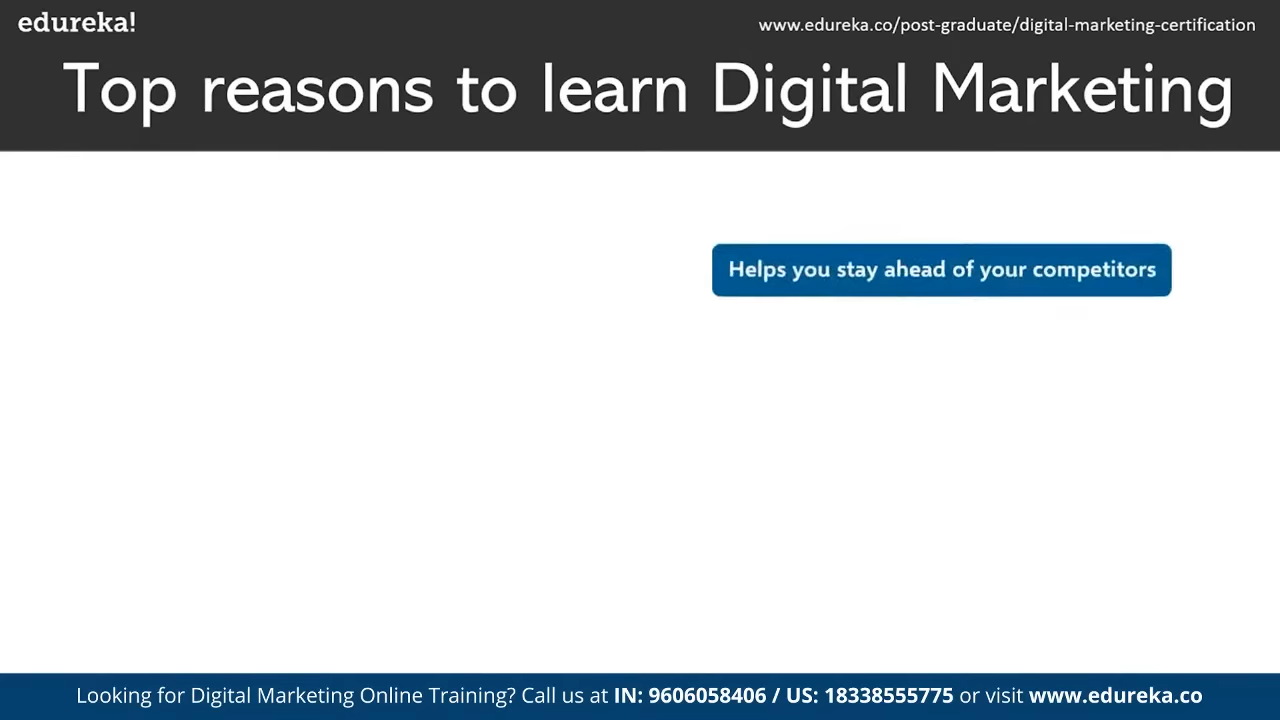 edureka!
www.edureka.co/post-graduate/digital-marketing-certification
Top reasons to learn Digital Marketing
Helps you stay ahead of your competitors
Looking for Digital Marketing Online Training? Call us at IN: 9606058406 / US: 18338555775 or visit www.edureka.co